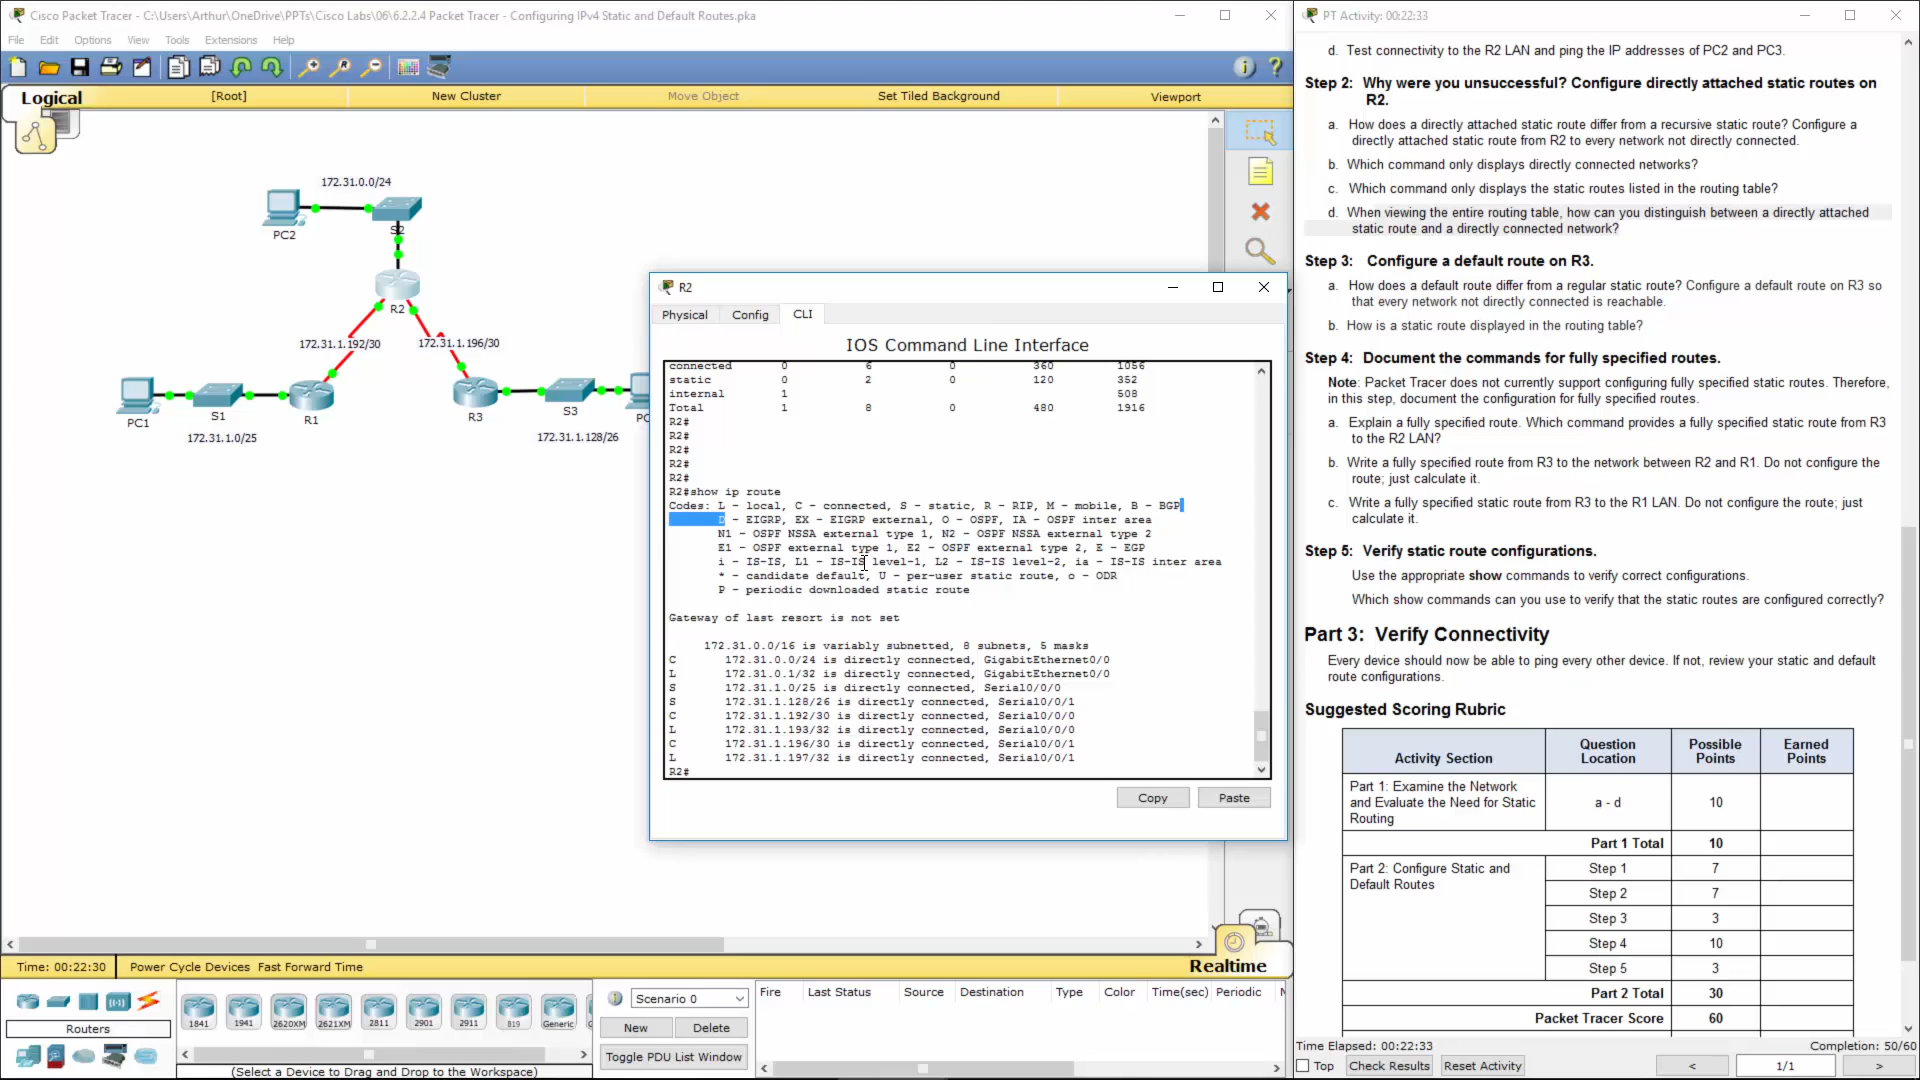 Cisco Packet Tracer - C:\Users\Arthur\OneDrive\PPTs\Cisco Labs\06\6.2.2.4 Packet Tracer - Configuring IPv4 Static and Default Routes.pka
File Edit Options View Tools Extensions Help
Logical [Root] New Cluster Move Object Set Tiled Background Viewport
172.31.0.0/24
PC2
S2
R2
172.31.1.192/30 172.31.1.196/30
PC1
S1
R1
R3
S3
PC
172.31.1.0/25
172.31.1.128/26
R2
Physical Config CLI
IOS Command Line Interface
connected 0 6 0 360 1056
static 0 2 0 120 352
internal 1 508
Total 1 8 0 480 1916
R2#
R2#
R2#
R2#
R2#
R2#show ip route
Codes: L - local, C - connected, S - static, R - RIP, M - mobile, B - BGP
D - EIGRP, EX - EIGRP external, O - OSPF, IA - OSPF inter area
N1 - OSPF NSSA external type 1, N2 - OSPF NSSA external type 2
E1 - OSPF external type 1, E2 - OSPF external type 2, E - EGP
i - IS-IS, L1 - IS-IS level-1, L2 - IS-IS level-2, ia - IS-IS inter area
* - candidate default, U - per-user static route, o - ODR
P - periodic downloaded static route
Gateway of last resort is not set
172.31.0.0/16 is variably subnetted, 8 subnets, 5 masks
C 172.31.0.0/24 is directly connected, GigabitEthernet0/0
L 172.31.0.1/32 is directly connected, GigabitEthernet0/0
S 172.31.1.0/25 is directly connected, Serial0/0/0
S 172.31.1.128/26 is directly connected, Serial0/0/1
C 172.31.1.192/30 is directly connected, Serial0/0/0
L 172.31.1.193/32 is directly connected, Serial0/0/0
C 172.31.1.196/30 is directly connected, Serial0/0/1
L 172.31.1.197/32 is directly connected, Serial0/0/1
R2#
Copy Paste
Realtime
Time: 00:22:30 Power Cycle Devices Fast Forward Time
Routers
1841 1941 2620XM 2621XM 2811 2901 2911 819 Generic
(Select a Device to Drag and Drop to the Workspace)
Scenario 0
New Delete
Toggle PDU List Window
Fire Last Status Source Destination Type Color Time(sec) Periodic
PT Activity: 00:22:33
d. Test connectivity to the R2 LAN and ping the IP addresses of PC2 and PC3.
Step 2: Why were you unsuccessful? Configure directly attached static routes on
R2.
a. How does a directly attached static route differ from a recursive static route? Configure a
directly attached static route from R2 to every network not directly connected.
b. Which command only displays directly connected networks?
c. Which command only displays the static routes listed in the routing table?
d. When viewing the entire routing table, how can you distinguish between a directly attached
static route and a directly connected network?
Step 3: Configure a default route on R3.
a. How does a default route differ from a regular static route? Configure a default route on R3 so
that every network not directly connected is reachable.
b. How is a static route displayed in the routing table?
Step 4: Document the commands for fully specified routes.
Note: Packet Tracer does not currently support configuring fully specified static routes. Therefore,
in this step, document the configuration for fully specified routes.
a. Explain a fully specified route. Which command provides a fully specified static route from R3
to the R2 LAN?
b. Write a fully specified route from R3 to the network between R2 and R1. Do not configure the
route; just calculate it.
c. Write a fully specified static route from R3 to the R1 LAN. Do not configure the route; just
calculate it.
Step 5: Verify static route configurations.
Use the appropriate show commands to verify correct configurations.
Which show commands can you use to verify that the static routes are configured correctly?
Part 3: Verify Connectivity
Every device should now be able to ping every other device. If not, review your static and default
route configurations.
Suggested Scoring Rubric
Activity Section Question Location Possible Points Earned Points
Part 1: Examine the Network and Evaluate the Need for Static Routing a - d 10
Part 1 Total 10
Part 2: Configure Static and Default Routes Step 1 7
Step 2 7
Step 3 3
Step 4 10
Step 5 3
Part 2 Total 30
Packet Tracer Score 60
Time Elapsed: 00:22:33 Completion: 50/60
Top Check Results Reset Activity < 1/1 >